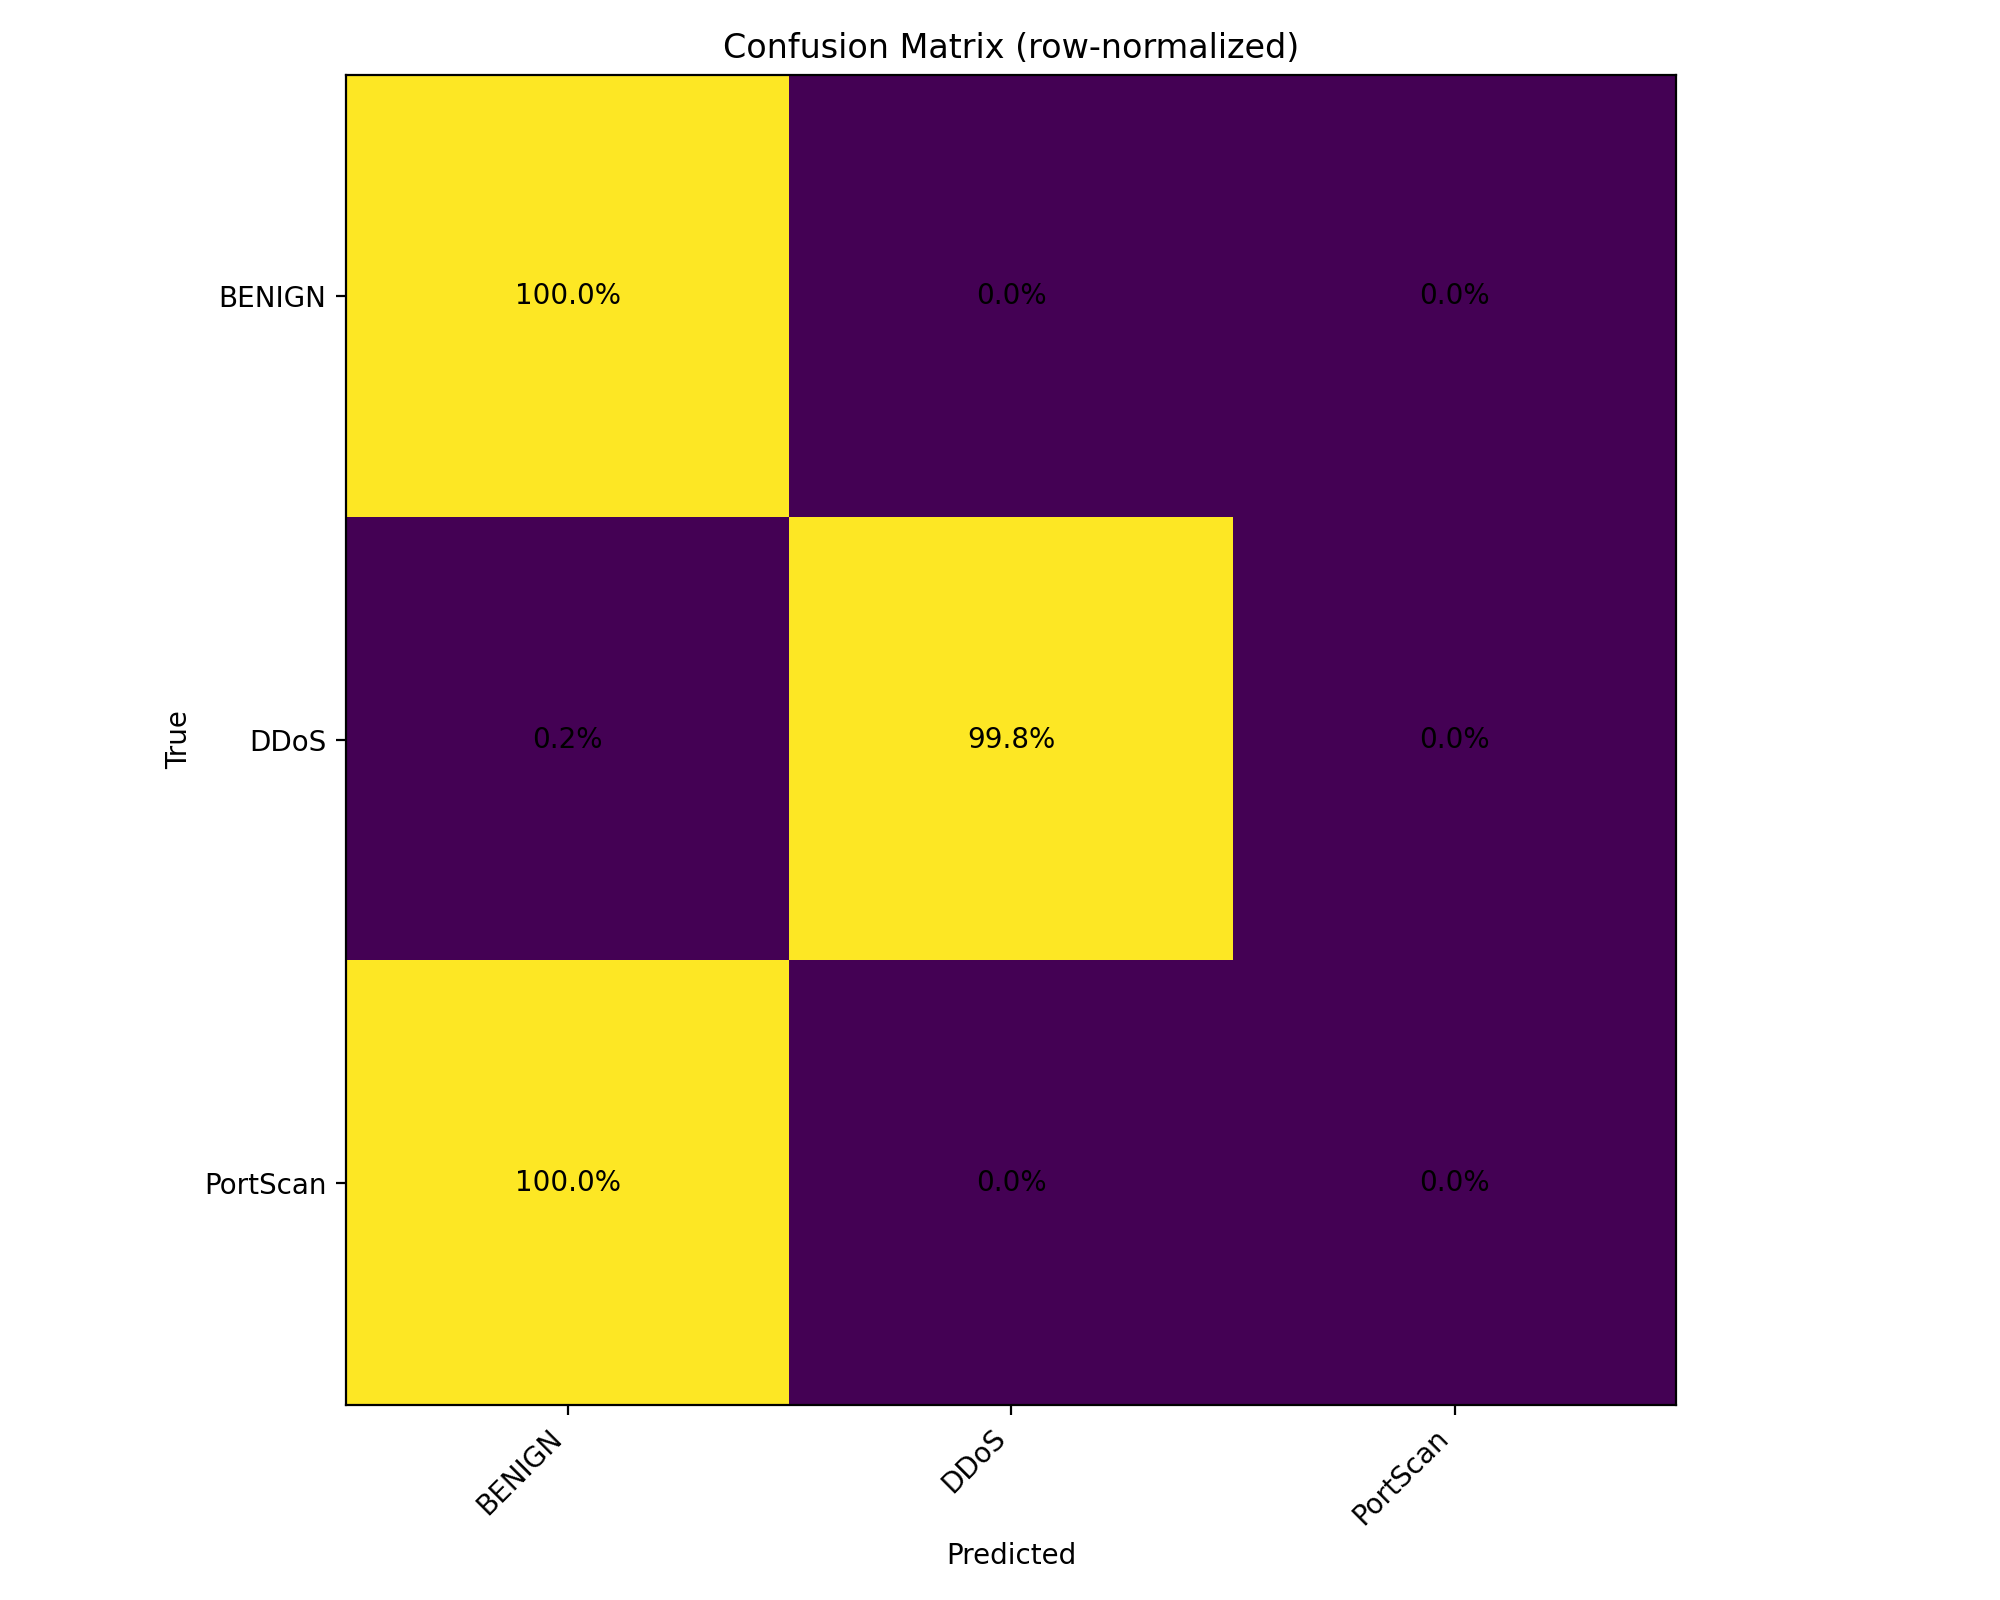 Confusion Matrix (row-normalized)
BENIGN
100.0%
0.0%
0.0%
True
DDoS
0.2%
99.8%
0.0%
PortScan
100.0%
0.0%
0.0%
BENIGN
DDoS
PortScan
Predicted